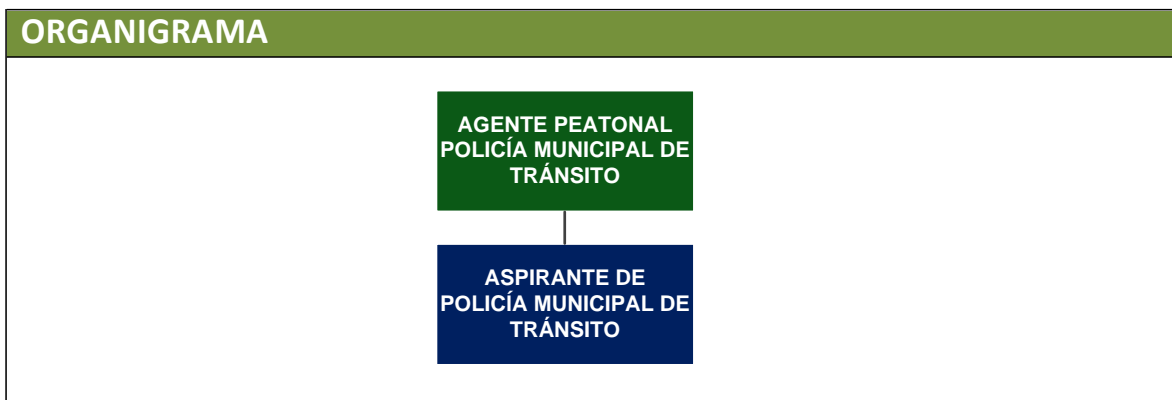 ORGANIGRAMA
AGENTE PEATONAL
POLICÍA MUNICIPAL DE
TRÁNSITO
ASPIRANTE DE
POLICÍA MUNICIPAL DE
TRÁNSITO